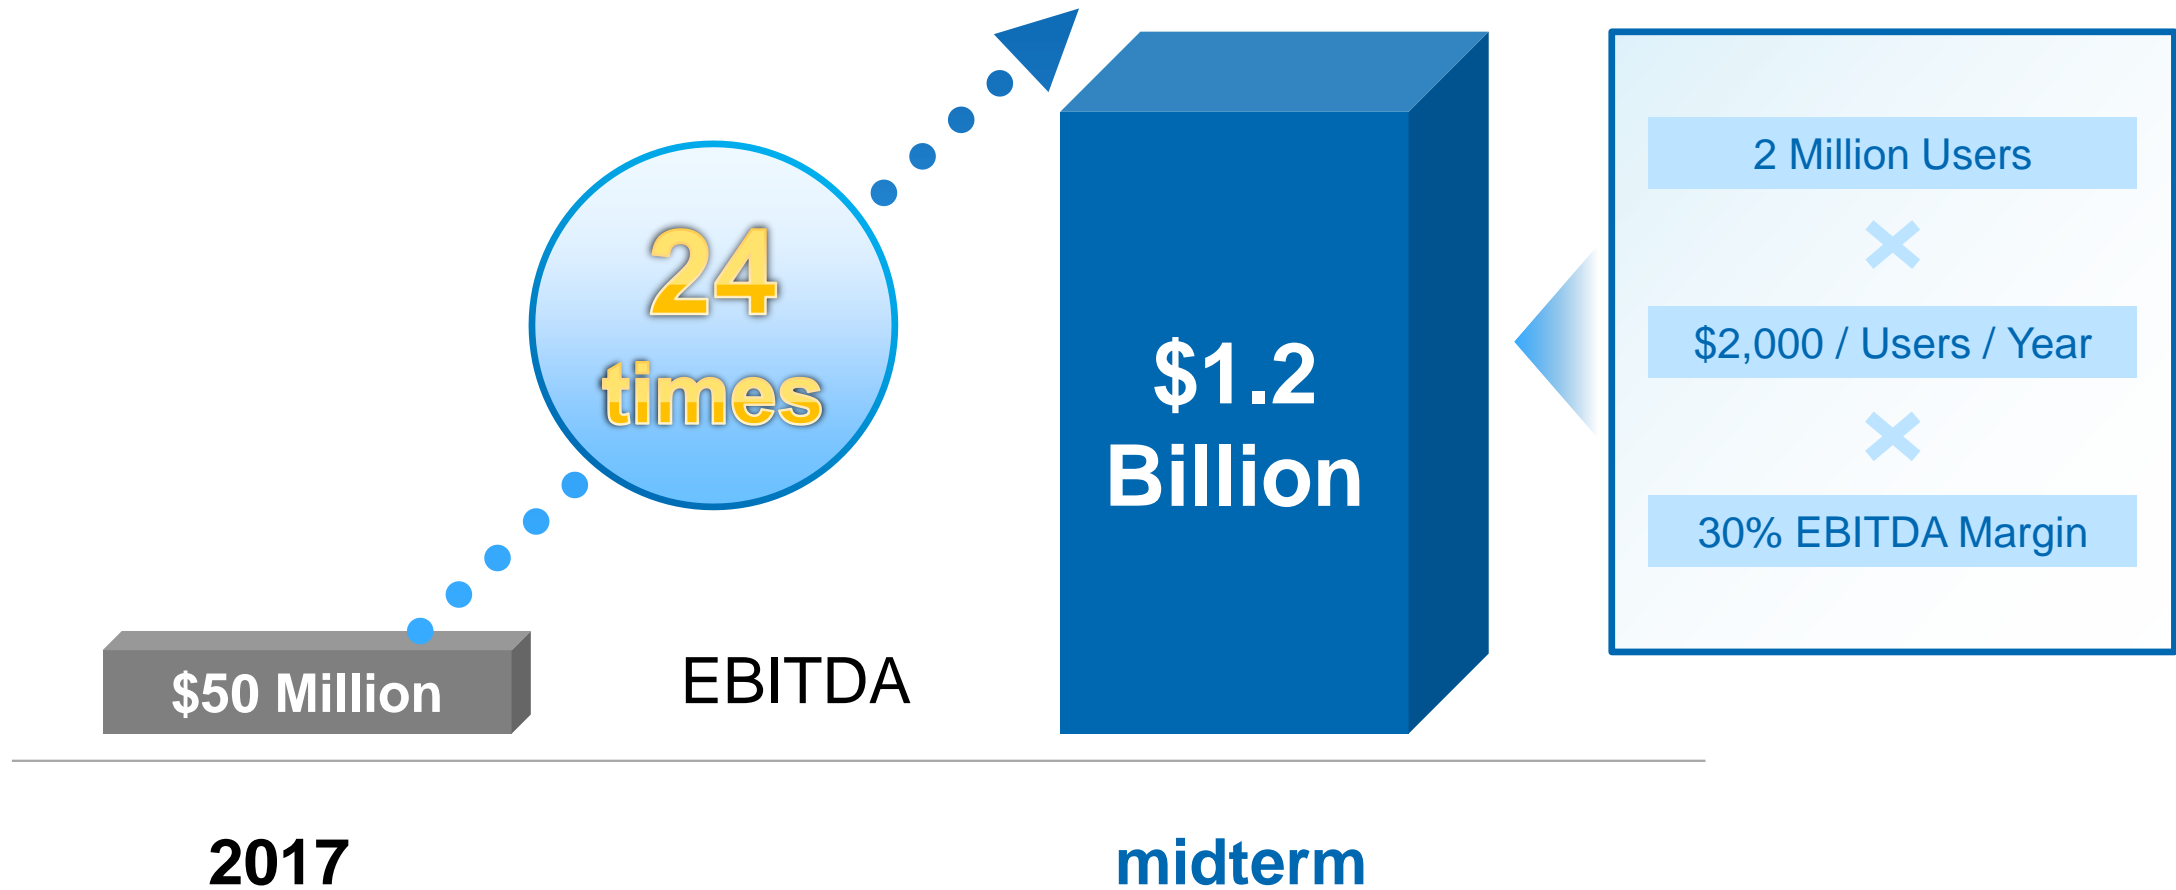 24
times
$50 Million
EBITDA
$1.2
Billion
2 Million Users
×
$2,000 / Users / Year
×
30% EBITDA Margin
2017
midterm